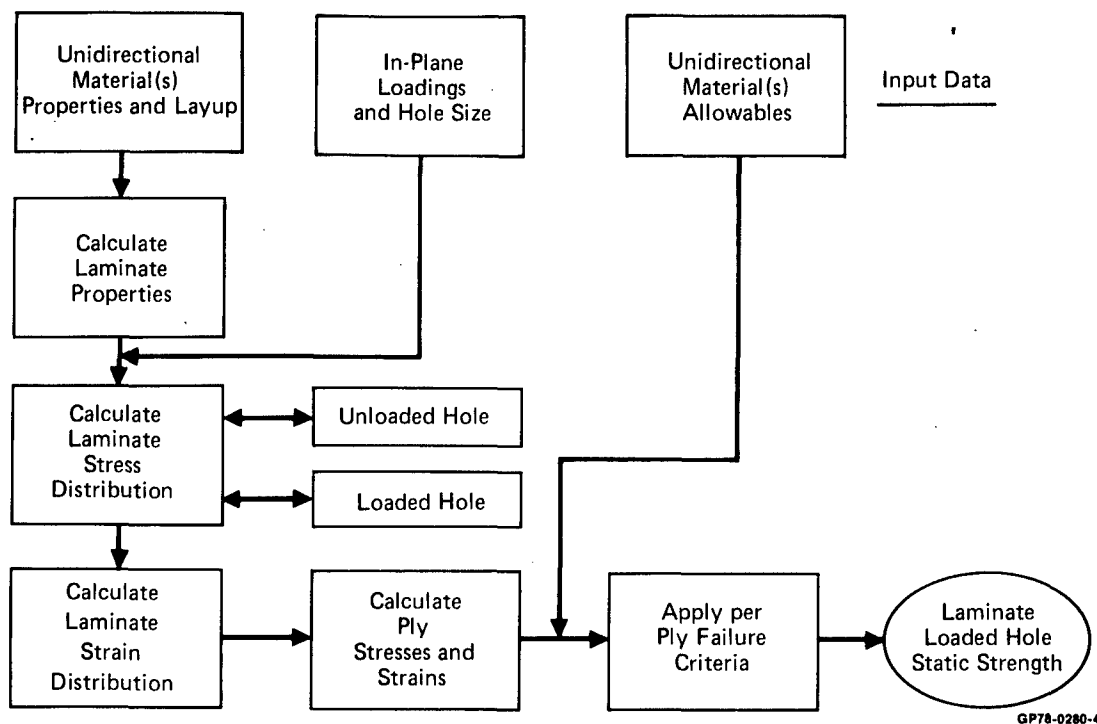 Unidirectional
Material(s)
Properties and Layup
In-Plane
Loadings
and Hole Size
Unidirectional
Material(s)
Allowables
Input Data
Calculate
Laminate
Properties
Calculate
Laminate
Stress
Distribution
Unloaded Hole
Loaded Hole
Calculate
Laminate
Strain
Distribution
Calculate
Ply
Stresses and
Strains
Apply per
Ply Failure
Criteria
Laminate
Loaded Hole
Static Strength
GP78-0280-4